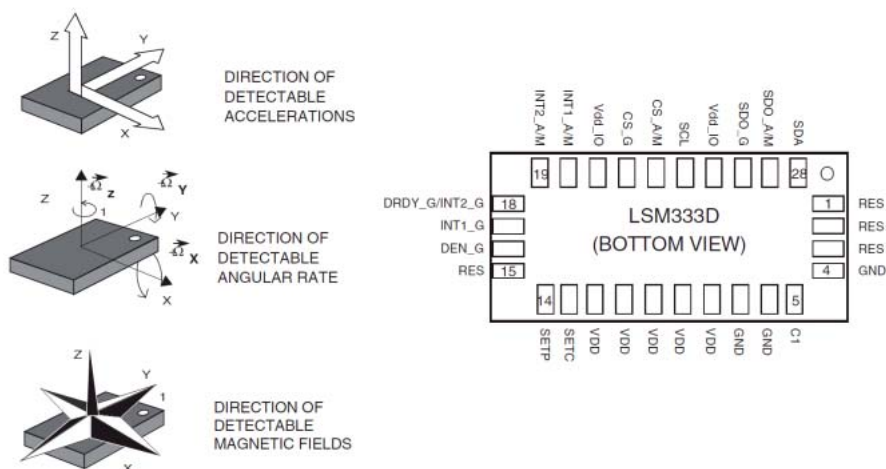 Z
Y
X
DIRECTION OF
DETECTABLE
ACCELERATIONS
Z
Ω Z
Ω Y
1
Y
Ω X
X
DIRECTION OF
DETECTABLE
ANGULAR RATE
Z
Y
1
X
DIRECTION OF
DETECTABLE
MAGNETIC FIELDS
INT2_A/M
INT1_A/M
Vdd_IO
CS_G
CS_A/M
SCL
Vdd_IO
SDO_G
SDO_A/M
SDA
19
28
DRDY_G/INT2_G
18
INT1_G
DEN_G
RES
15
LSM333D
(BOTTOM VIEW)
1
RES
RES
RES
4
GND
14
5
SETP
SETC
VDD
VDD
VDD
VDD
VDD
GND
GND
C1